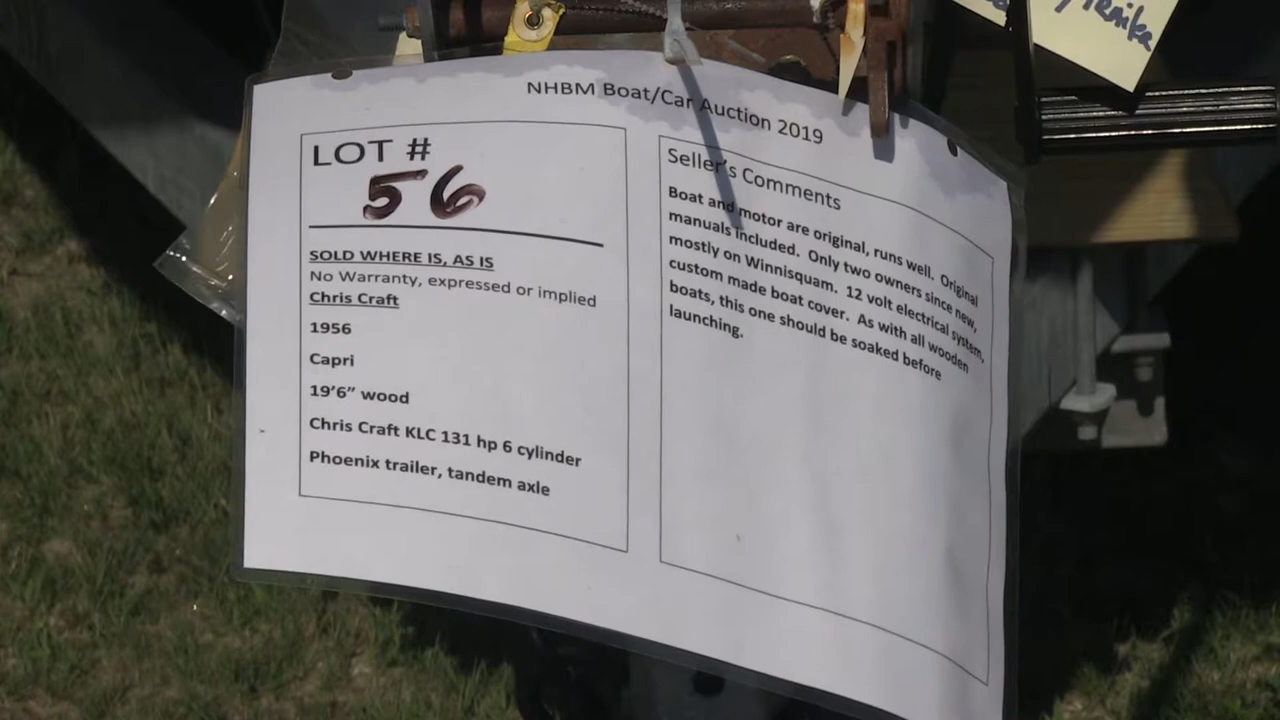 NHBM Boat/Car Auction 2019
LOT #
56
SOLD WHERE IS, AS IS
No Warranty, expressed or implied
Chris Craft
1956
Capri
19'6" wood
Chris Craft KLC 131 hp 6 cylinder
Phoenix trailer, tandem axle
Seller's Comments
Boat and motor are original, runs well. Original
manuals included. Only two owners since new,
mostly on Winnisquam. 12 volt electrical system,
custom made boat cover. As with all wooden
boats, this one should be soaked before
launching.